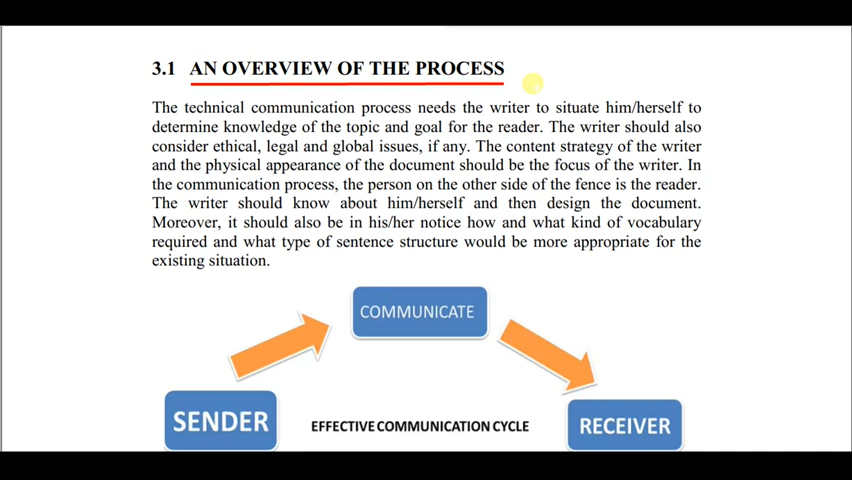 3.1 AN OVERVIEW OF THE PROCESS
The technical communication process needs the writer to situate him/herself to
determine knowledge of the topic and goal for the reader. The writer should also
consider ethical, legal and global issues, if any. The content strategy of the writer
and the physical appearance of the document should be the focus of the writer. In
the communication process, the person on the other side of the fence is the reader.
The writer should know about him/herself and then design the document.
Moreover, it should also be in his/her notice how and what kind of vocabulary
required and what type of sentence structure would be more appropriate for the
existing situation.
COMMUNICATE
SENDER
EFFECTIVE COMMUNICATION CYCLE
RECEIVER